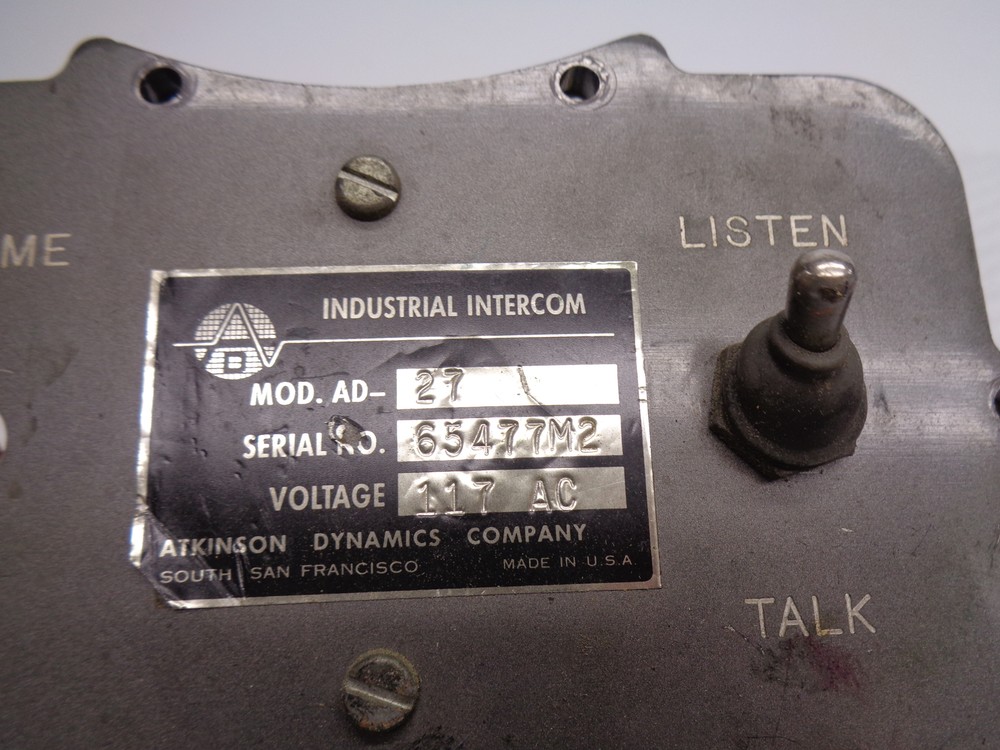 ME
LISTEN
INDUSTRIAL INTERCOM
B
MOD. AD- 27
SERIAL NO. 65477M2
VOLTAGE 117 AC
ATKINSON DYNAMICS COMPANY
SOUTH SAN FRANCISCO MADE IN U.S.A
TALK